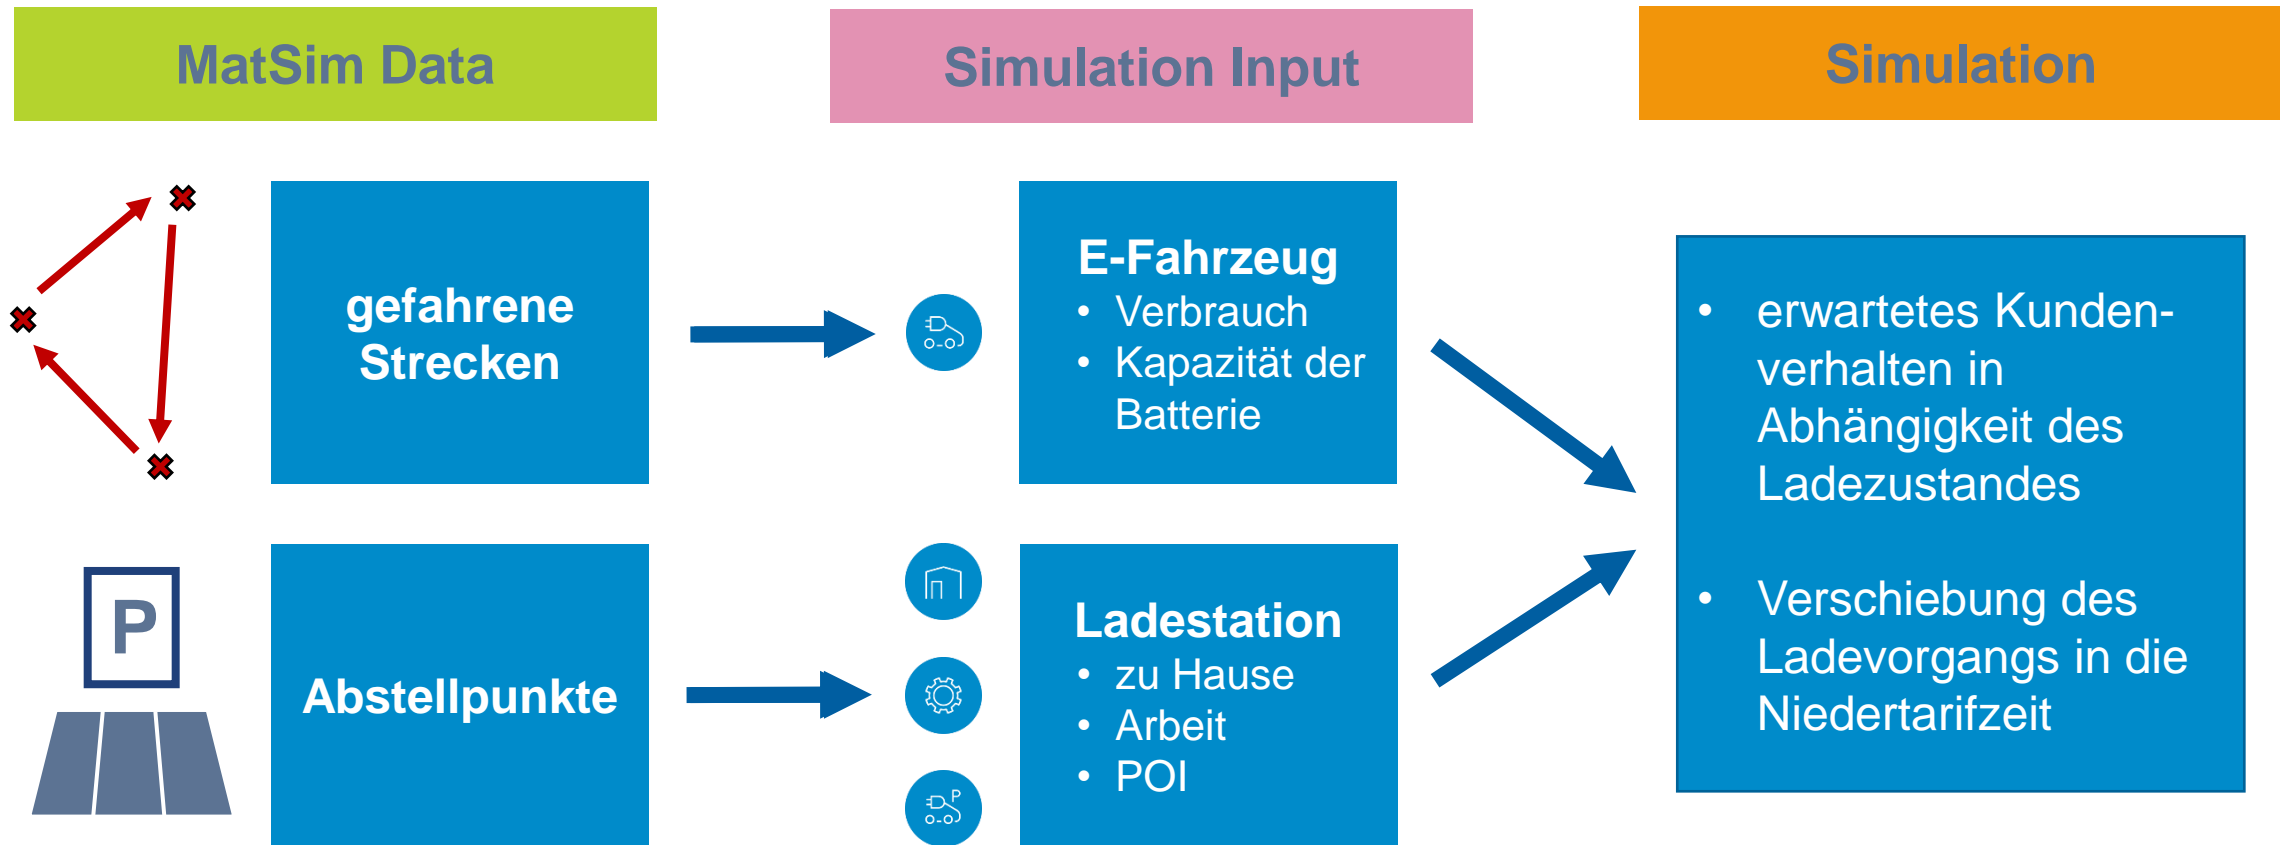 MatSim Data
Simulation Input
Simulation
gefahrene
Strecken
E-Fahrzeug
• Verbrauch
• Kapazität der
Batterie
P
Abstellpunkte
P
Ladestation
• zu Hause
• Arbeit
• POI
• erwartetes Kunden-
verhalten in
Abhängigkeit des
Ladezustandes
• Verschiebung des
Ladevorgangs in die
Niedertarifzeit